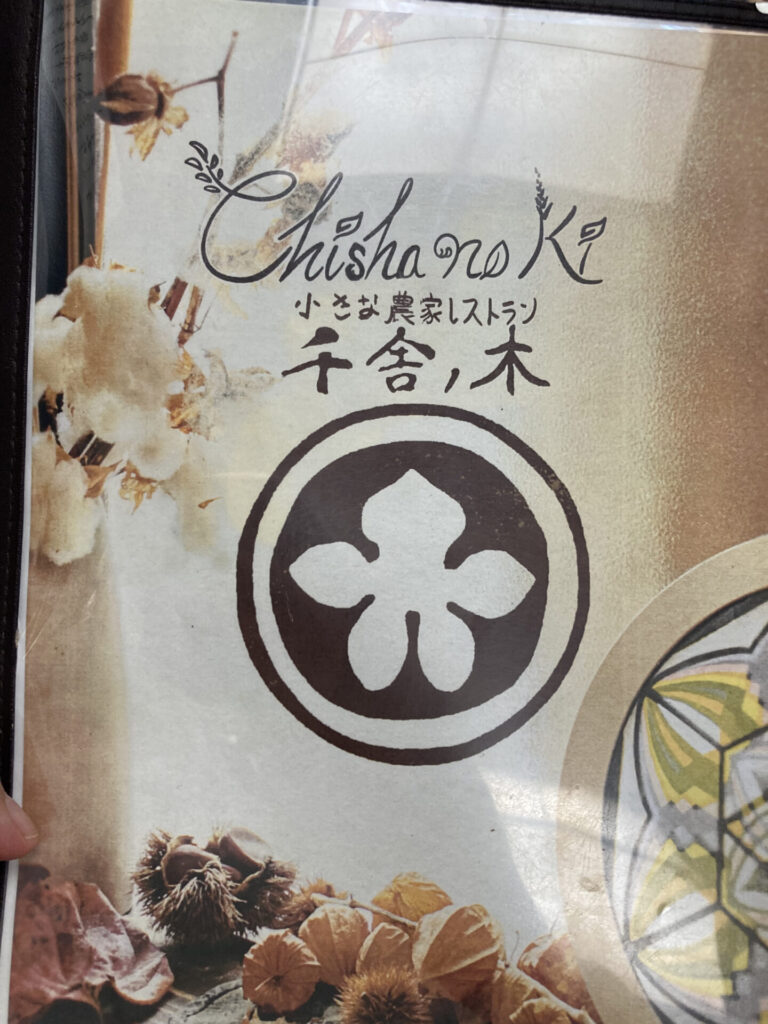 Chisha no Ki
小さな農家レストラン
千舎ノ木